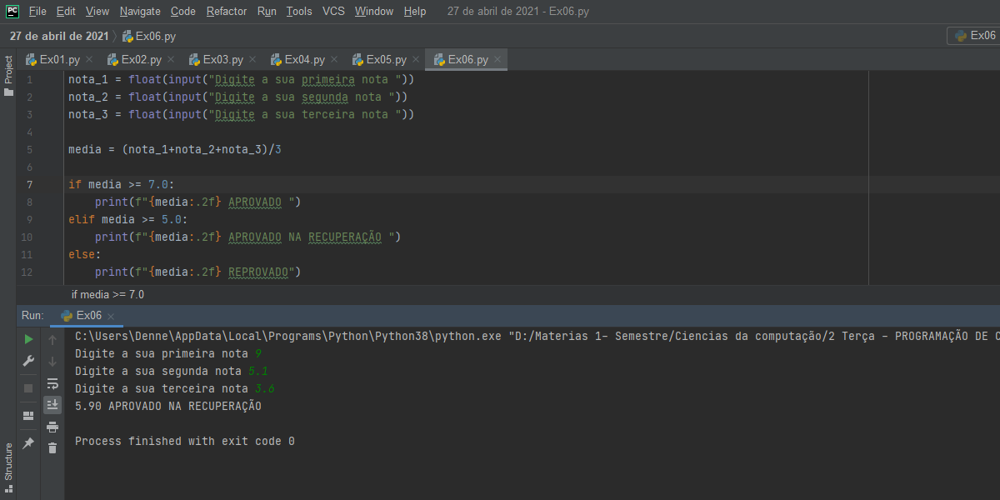 PC File Edit View Navigate Code Refactor Run Tools VCS Window Help 27 de abril de 2021 - Ex06.py
27 de abril de 2021 Ex06.py Ex06
Project
Ex01.py Ex02.py Ex03.py Ex04.py Ex05.py Ex06.py
1 nota_1 = float(input("Digite a sua primeira nota "))
2 nota_2 = float(input("Digite a sua segunda nota "))
3 nota_3 = float(input("Digite a sua terceira nota "))
4
5 media = (nota_1+nota_2+nota_3)/3
6
7 if media >= 7.0:
8 print(f"{media:.2f} APROVADO ")
9 elif media >= 5.0:
10 print(f"{media:.2f} APROVADO NA RECUPERAÇÃO ")
11 else:
12 print(f"{media:.2f} REPROVADO")
if media >= 7.0
Run: Ex06
C:\Users\Denne\AppData\Local\Programs\Python\Python38\python.exe "D:/Materias 1- Semestre/Ciencias da computação/2 Terça - PROGRAMAÇÃO DE C
Digite a sua primeira nota 9
Digite a sua segunda nota 5.1
Digite a sua terceira nota 3.6
5.90 APROVADO NA RECUPERAÇÃO
Process finished with exit code 0
Structure